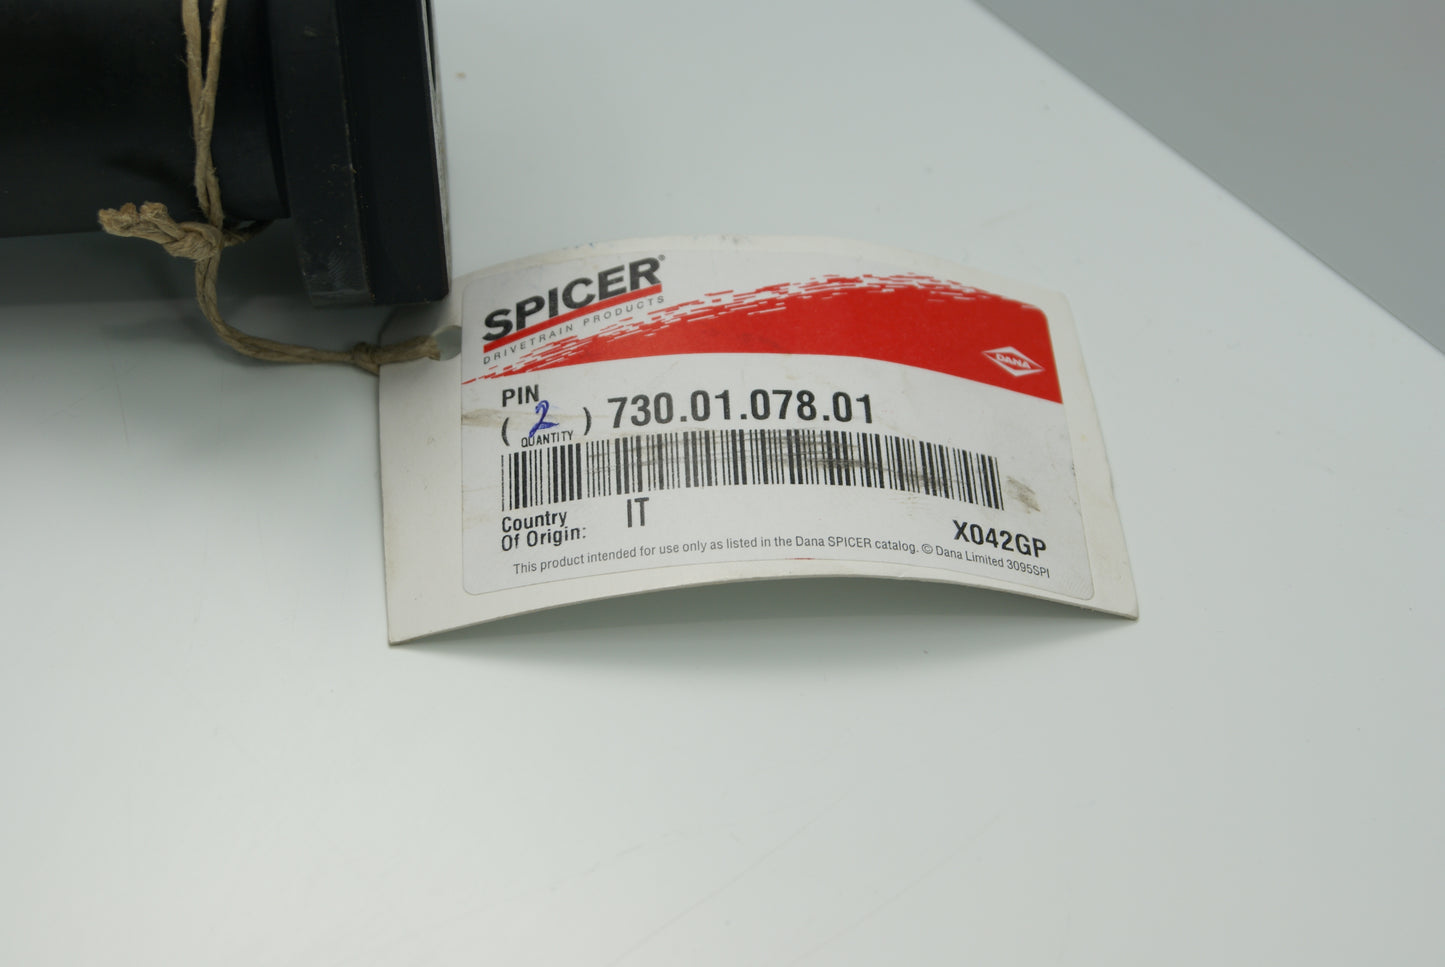 SPICER®
DRIVETRAIN PRODUCTS
DANA
PIN
( 2 ) 730.01.078.01
QUANTITY
Country
Of Origin: IT
X042GP
This product intended for use only as listed in the Dana SPICER catalog. © Dana Limited 3095SPI